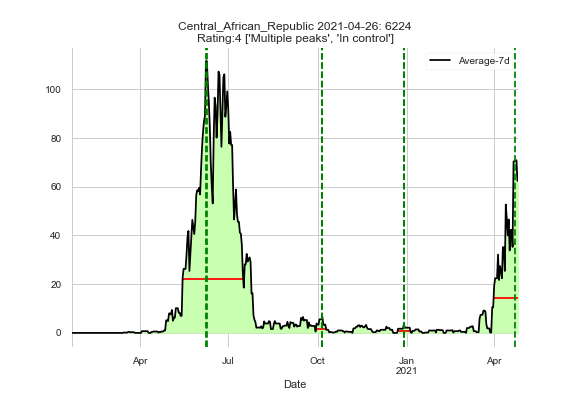 Central_African_Republic 2021-04-26: 6224
Rating:4 ['Multiple peaks', 'In control']
Average-7d
100
80
60
40
20
0
Apr
Jul
Oct
Jan
2021
Apr
Date